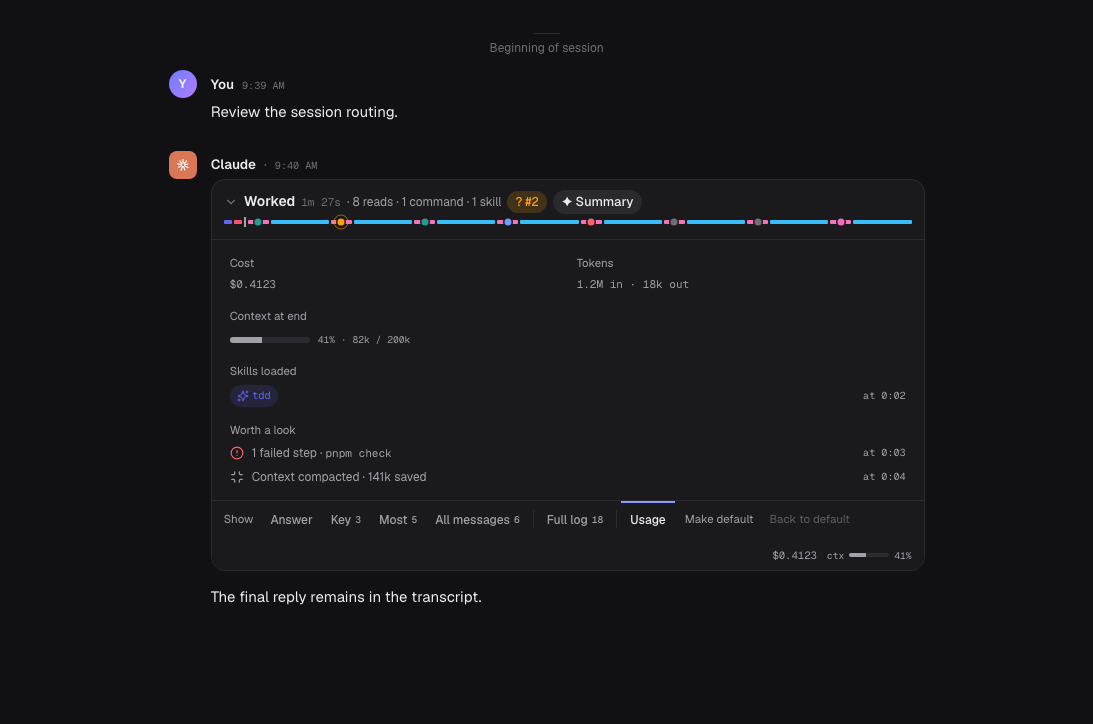 Beginning of session
Y You 9:39 AM
Review the session routing.
Claude · 9:40 AM
Worked 1m 27s · 8 reads · 1 command · 1 skill ? #2 ✦ Summary
Cost Tokens
$0.4123 1.2M in · 18k out
Context at end
41% · 82k / 200k
Skills loaded
tdd at 0:02
Worth a look
1 failed step · pnpm check at 0:03
Context compacted · 141k saved at 0:04
Show Answer Key 3 Most 5 All messages 6 Full log 18 Usage Make default Back to default
$0.4123 ctx 41%
The final reply remains in the transcript.